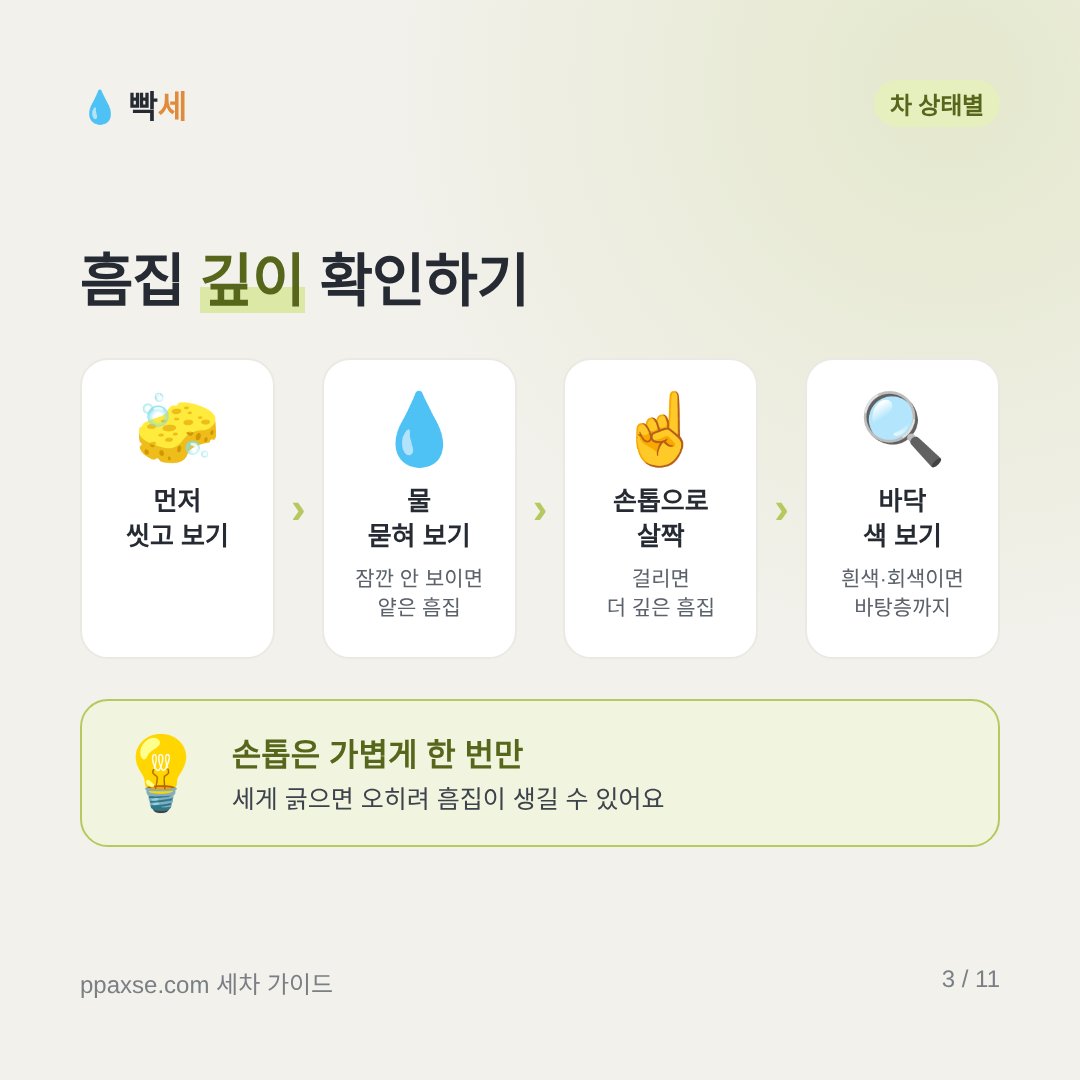 빡세
차 상태별
흠집 깊이 확인하기
먼저
씻고 보기
›
물
묻혀 보기
잠깐 안 보이면
얕은 흠집
›
손톱으로
살짝
걸리면
더 깊은 흠집
›
바닥
색 보기
흰색·회색이면
바탕층까지
손톱은 가볍게 한 번만
세게 긁으면 오히려 흠집이 생길 수 있어요
ppaxse.com 세차 가이드
3 / 11